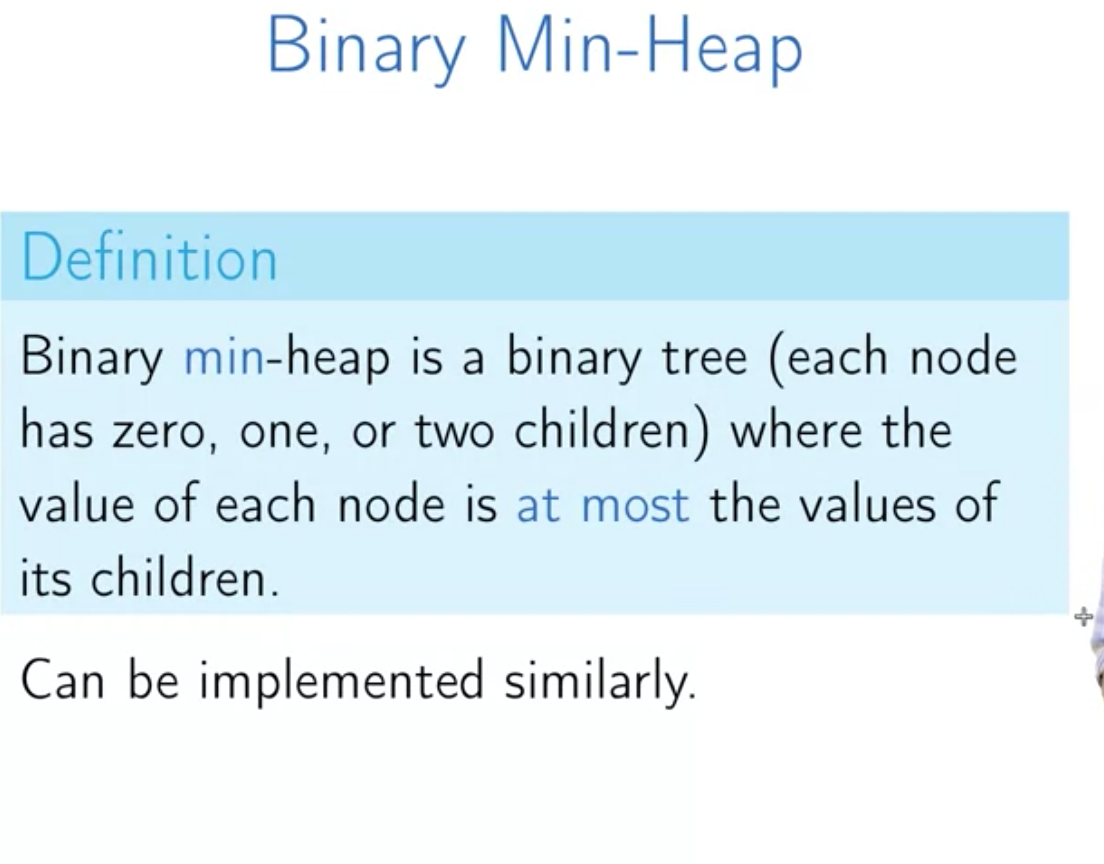 Binary Min-Heap
Definition
Binary min-heap is a binary tree (each node
has zero, one, or two children) where the
value of each node is at most the values of
its children.
Can be implemented similarly.